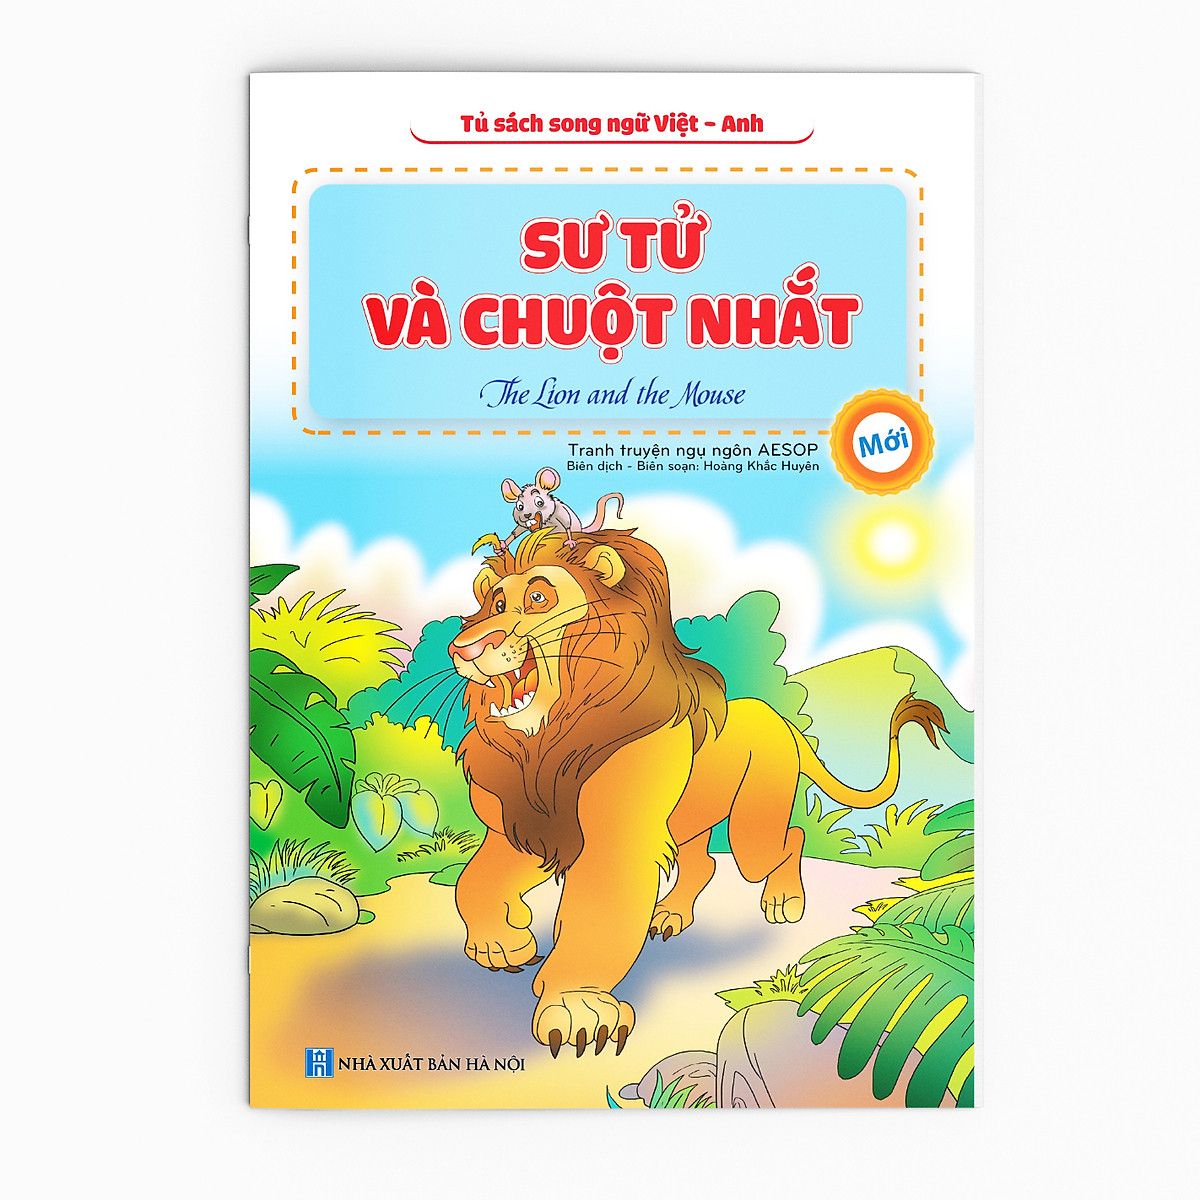 Tủ sách song ngữ Việt - Anh
SƯ TỬ
VÀ CHUỘT NHẮT
The Lion and the Mouse
Mới
Tranh truyện ngụ ngôn AESOP
Biên dịch - Biên soạn: Hoàng Khắc Huyên
NHÀ XUẤT BẢN HÀ NỘI